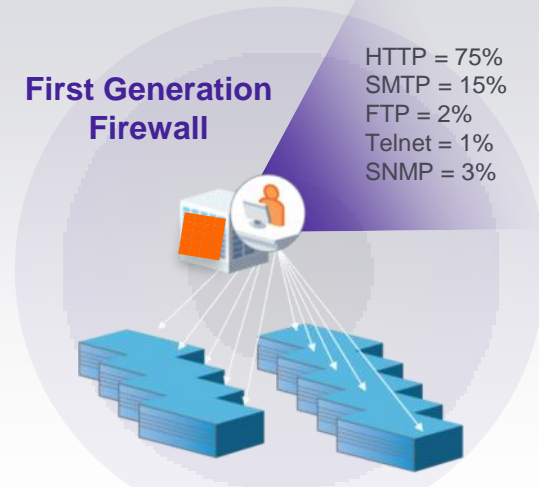 First Generation
Firewall
HTTP = 75%
SMTP = 15%
FTP = 2%
Telnet = 1%
SNMP = 3%